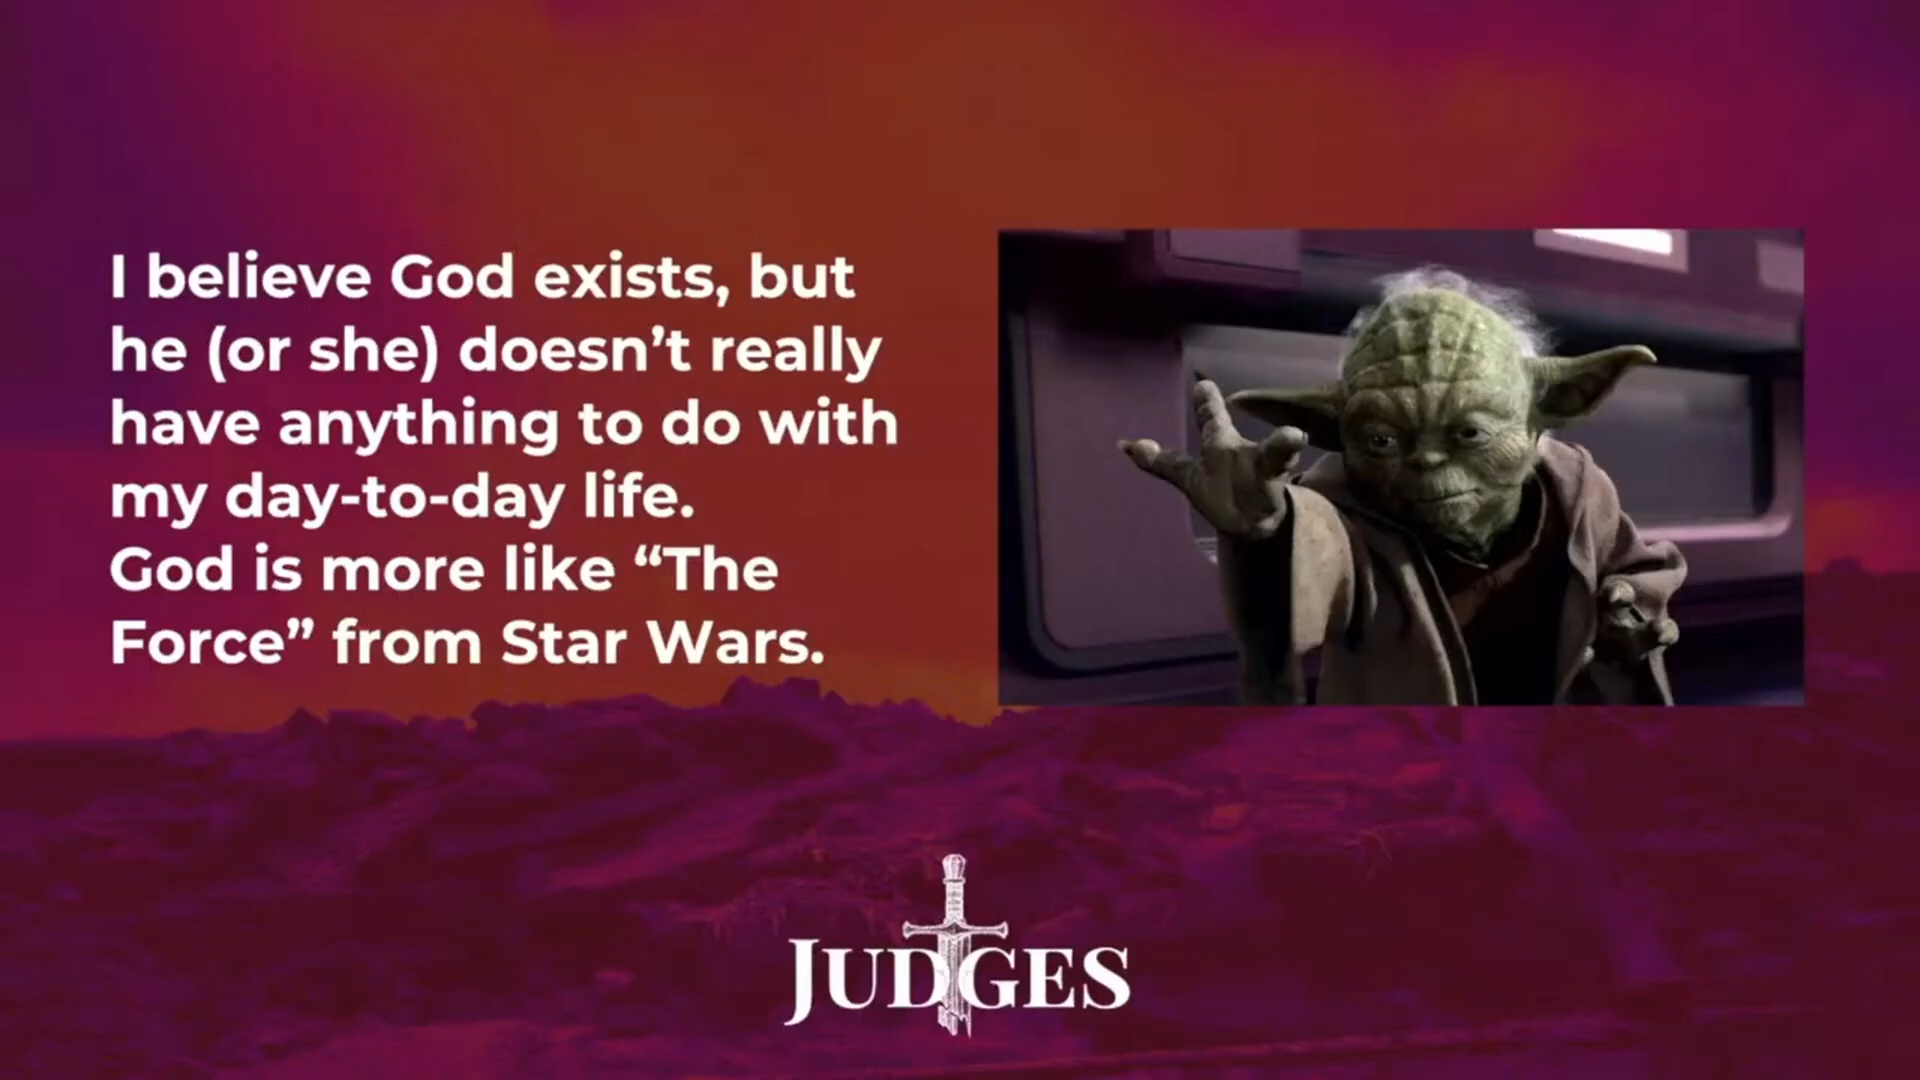 I believe God exists, but
he (or she) doesn’t really
have anything to do with
my day-to-day life.
God is more like “The
Force” from Star Wars.
JUDGES